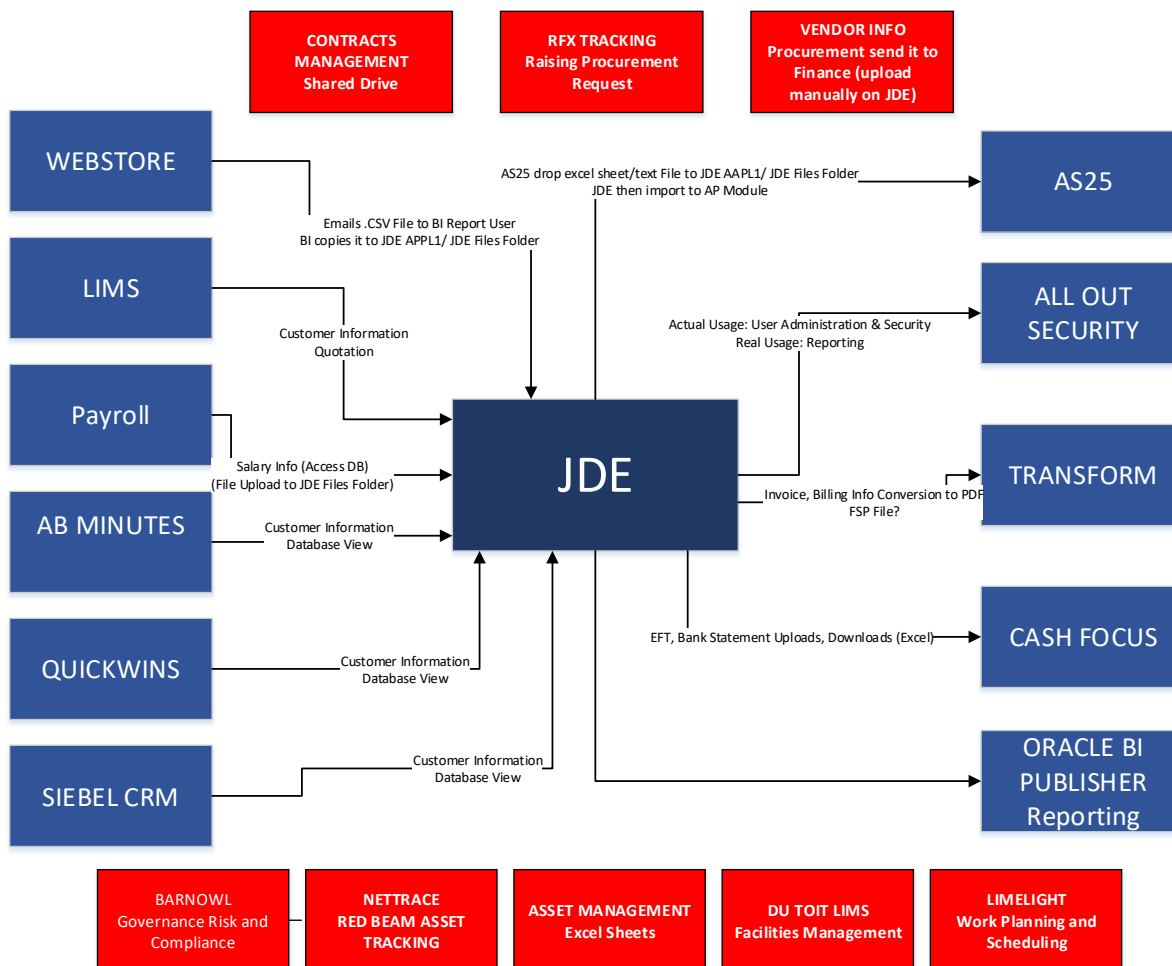 CONTRACTS
MANAGEMENT
Shared Drive
RFX TRACKING
Raising Procurement
Request
VENDOR INFO
Procurement send it to
Finance (upload
manually on JDE)
WEBSTORE
AS25 drop excel sheet/text File to JDE AAPL1/ JDE Files Folder
JDE then import to AP Module
AS25
Emails .CSV File to BI Report User
BI copies it to JDE APPL1/ JDE Files Folder
LIMS
Customer Information
Quotation
Actual Usage: User Administration & Security
Real Usage: Reporting
ALL OUT
SECURITY
Payroll
Salary Info (Access DB)
(File Upload to JDE Files Folder)
JDE
Invoice, Billing Info Conversion to PDF
FSP File?
TRANSFORM
AB MINUTES
Customer Information
Database View
QUICKWINS
Customer Information
Database View
EFT, Bank Statement Uploads, Downloads (Excel)
CASH FOCUS
SIEBEL CRM
Customer Information
Database View
ORACLE BI
PUBLISHER
Reporting
BARNOWL
Governance Risk and
Compliance
NETTRACE
RED BEAM ASSET
TRACKING
ASSET MANAGEMENT
Excel Sheets
DU TOIT LIMS
Facilities Management
LIMELIGHT
Work Planning and
Scheduling